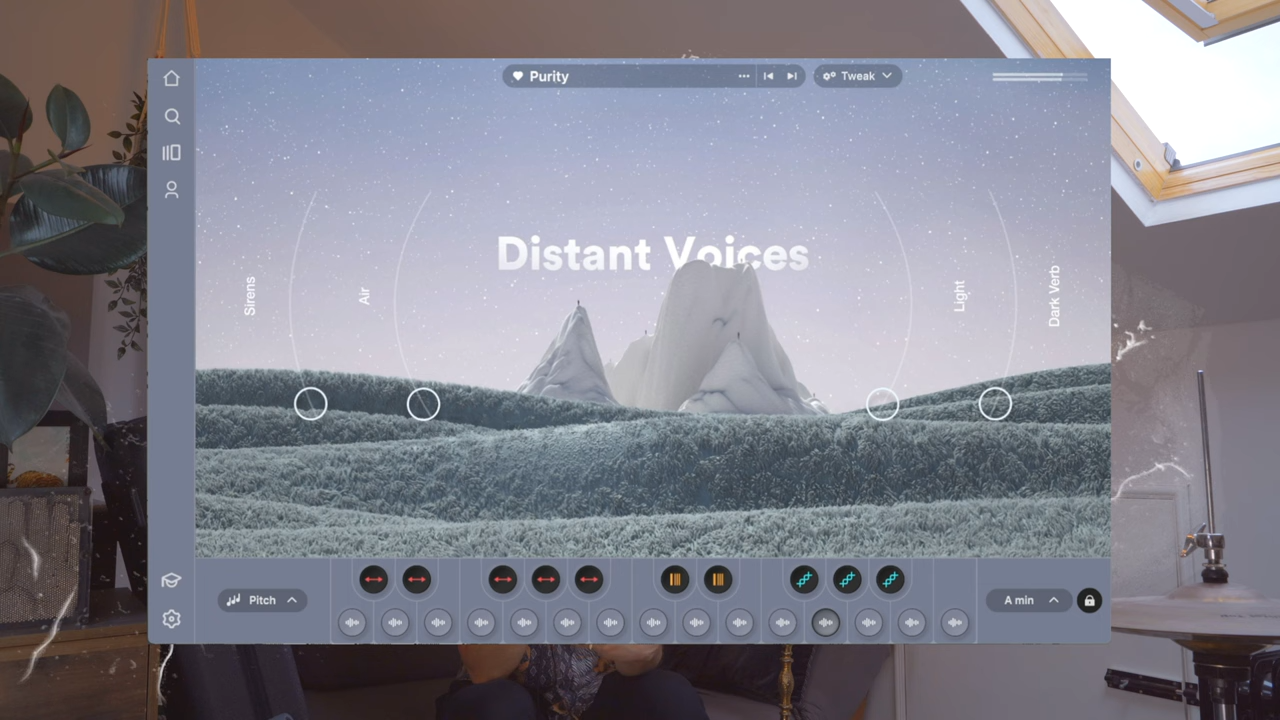 Purity
Tweak
Distant Voices
Sirens
Air
Light
Dark Verb
Pitch
A min